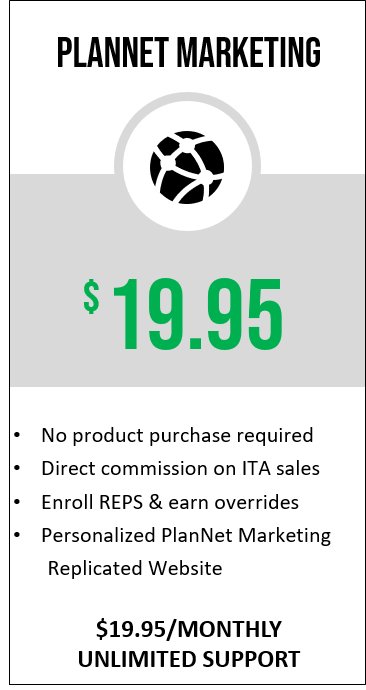 PLANNET MARKETING
$ 19.95
• No product purchase required
• Direct commission on ITA sales
• Enroll REPS & earn overrides
• Personalized PlanNet Marketing
Replicated Website
$19.95/MONTHLY
UNLIMITED SUPPORT